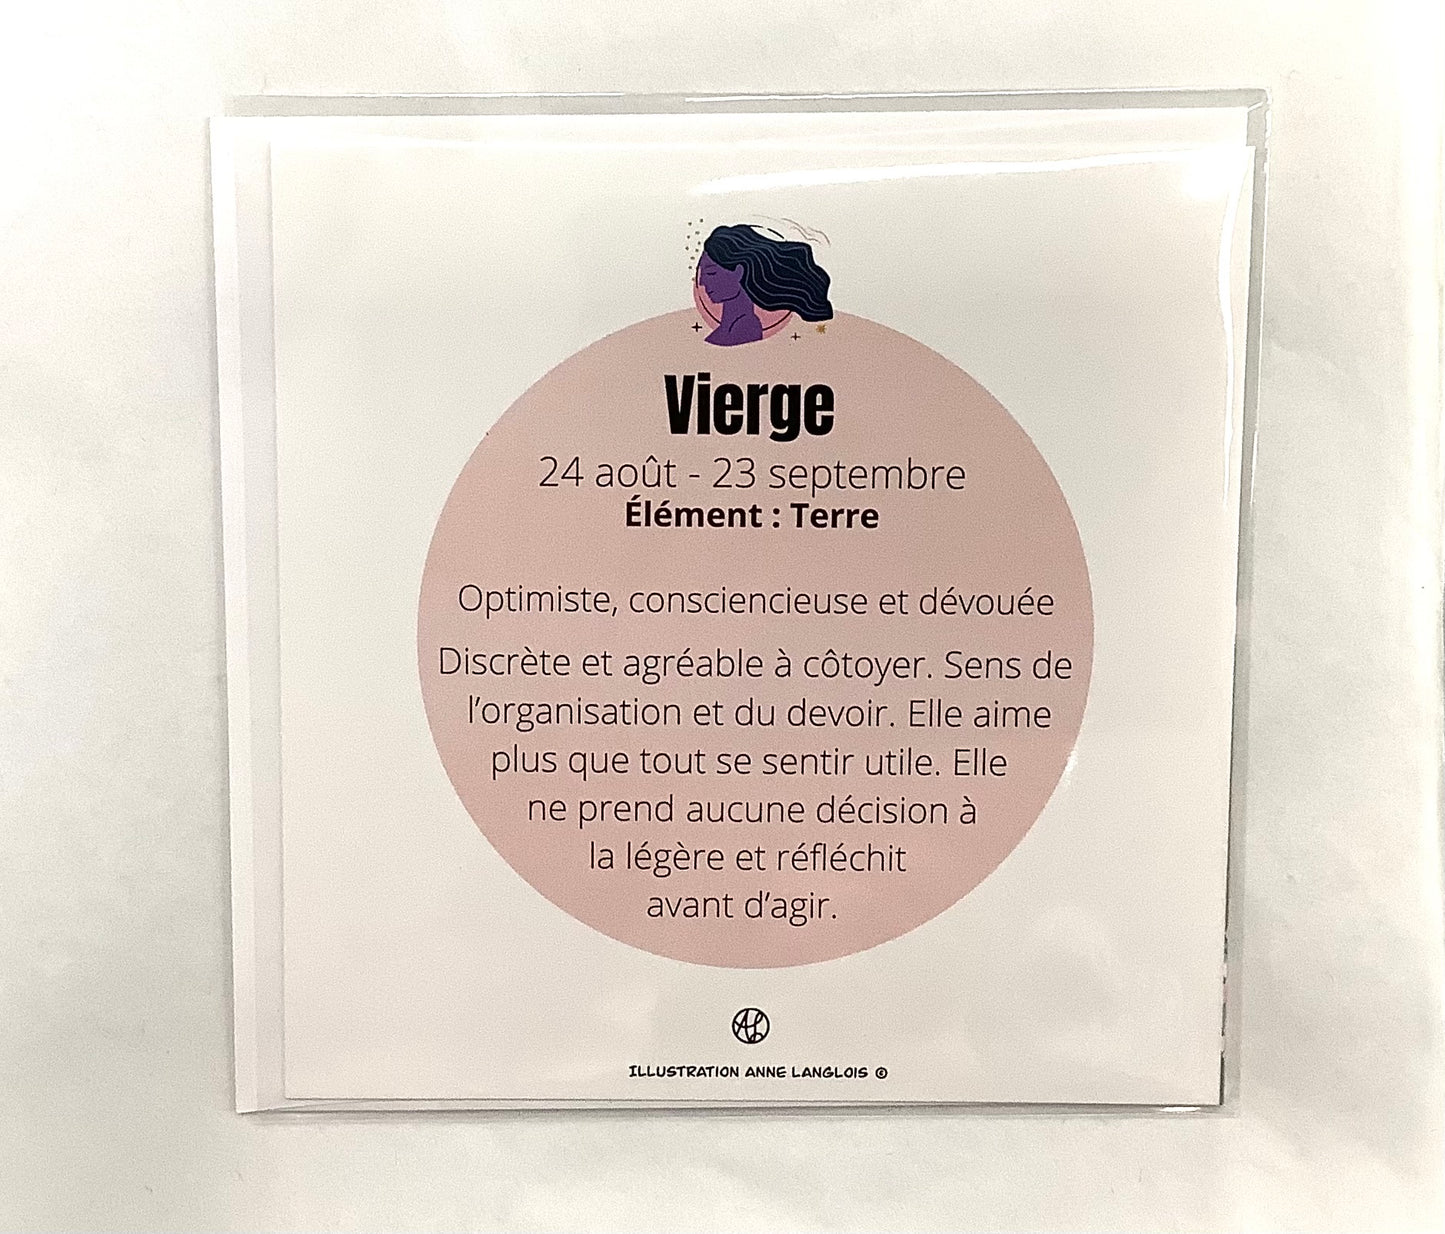 Vierge
24 août - 23 septembre
Élément : Terre
Optimiste, consciencieuse et dévouée
Discrète et agréable à côtoyer. Sens de
l'organisation et du devoir. Elle aime
plus que tout se sentir utile. Elle
ne prend aucune décision à
la légère et réfléchit
avant d'agir.
AL
ILLUSTRATION ANNE LANGLOIS ©